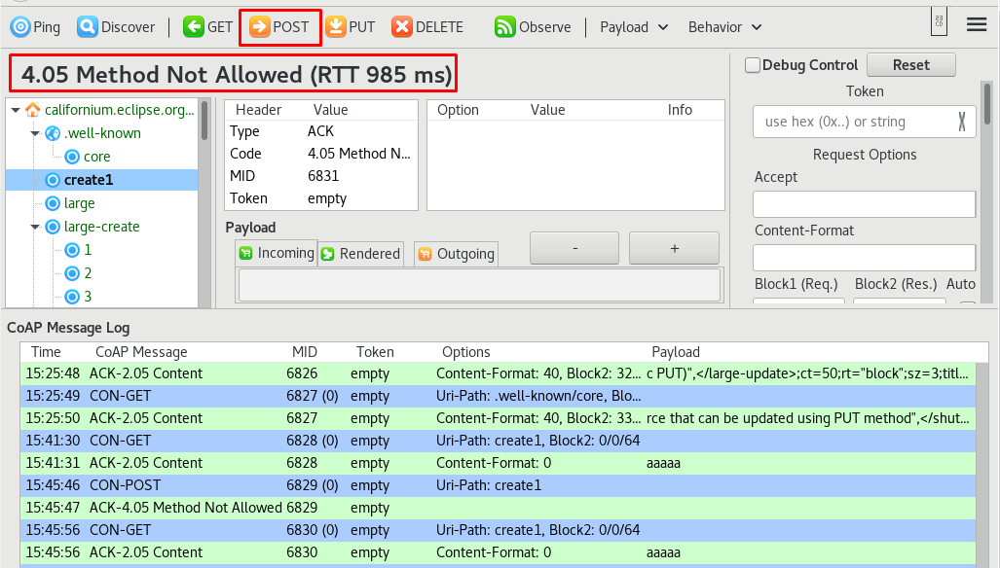 Ping Discover GET POST PUT DELETE Observe Payload Behavior
4.05 Method Not Allowed (RTT 985 ms)
Debug Control Reset
Token
use hex (0x..) or string
Request Options
Accept
Content-Format
Block1 (Req.) Block2 (Res.) Auto
californium.eclipse.org...
.well-known
core
create1
large
large-create
1
2
3
Header Value
Type ACK
Code 4.05 Method N...
MID 6831
Token empty
Option Value Info
Payload
Incoming Rendered Outgoing - +
CoAP Message Log
Time CoAP Message MID Token Options Payload
15:25:48 ACK-2.05 Content 6826 empty Content-Format: 40, Block2: 32... c PUT)",</large-update>;ct=50;rt="block";sz=3;titl...
15:25:49 CON-GET 6827 (0) empty Uri-Path: .well-known/core, Blo...
15:25:50 ACK-2.05 Content 6827 empty Content-Format: 40, Block2: 33... rce that can be updated using PUT method",</shut...
15:41:30 CON-GET 6828 (0) empty Uri-Path: create1, Block2: 0/0/64
15:41:31 ACK-2.05 Content 6828 empty Content-Format: 0 aaaaa
15:45:46 CON-POST 6829 (0) empty Uri-Path: create1
15:45:47 ACK-4.05 Method Not Allowed 6829 empty
15:45:56 CON-GET 6830 (0) empty Uri-Path: create1, Block2: 0/0/64
15:45:56 ACK-2.05 Content 6830 empty Content-Format: 0 aaaaa